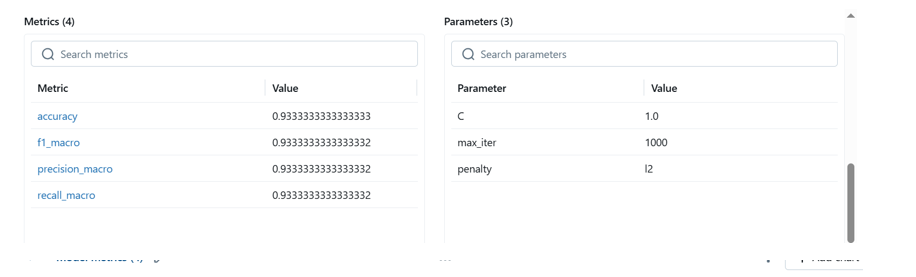 Metrics (4) Parameters (3)
Search metrics Search parameters
Metric Value Parameter Value
accuracy 0.9333333333333333 C 1.0
f1_macro 0.9333333333333332 max_iter 1000
precision_macro 0.9333333333333332 penalty l2
recall_macro 0.9333333333333332